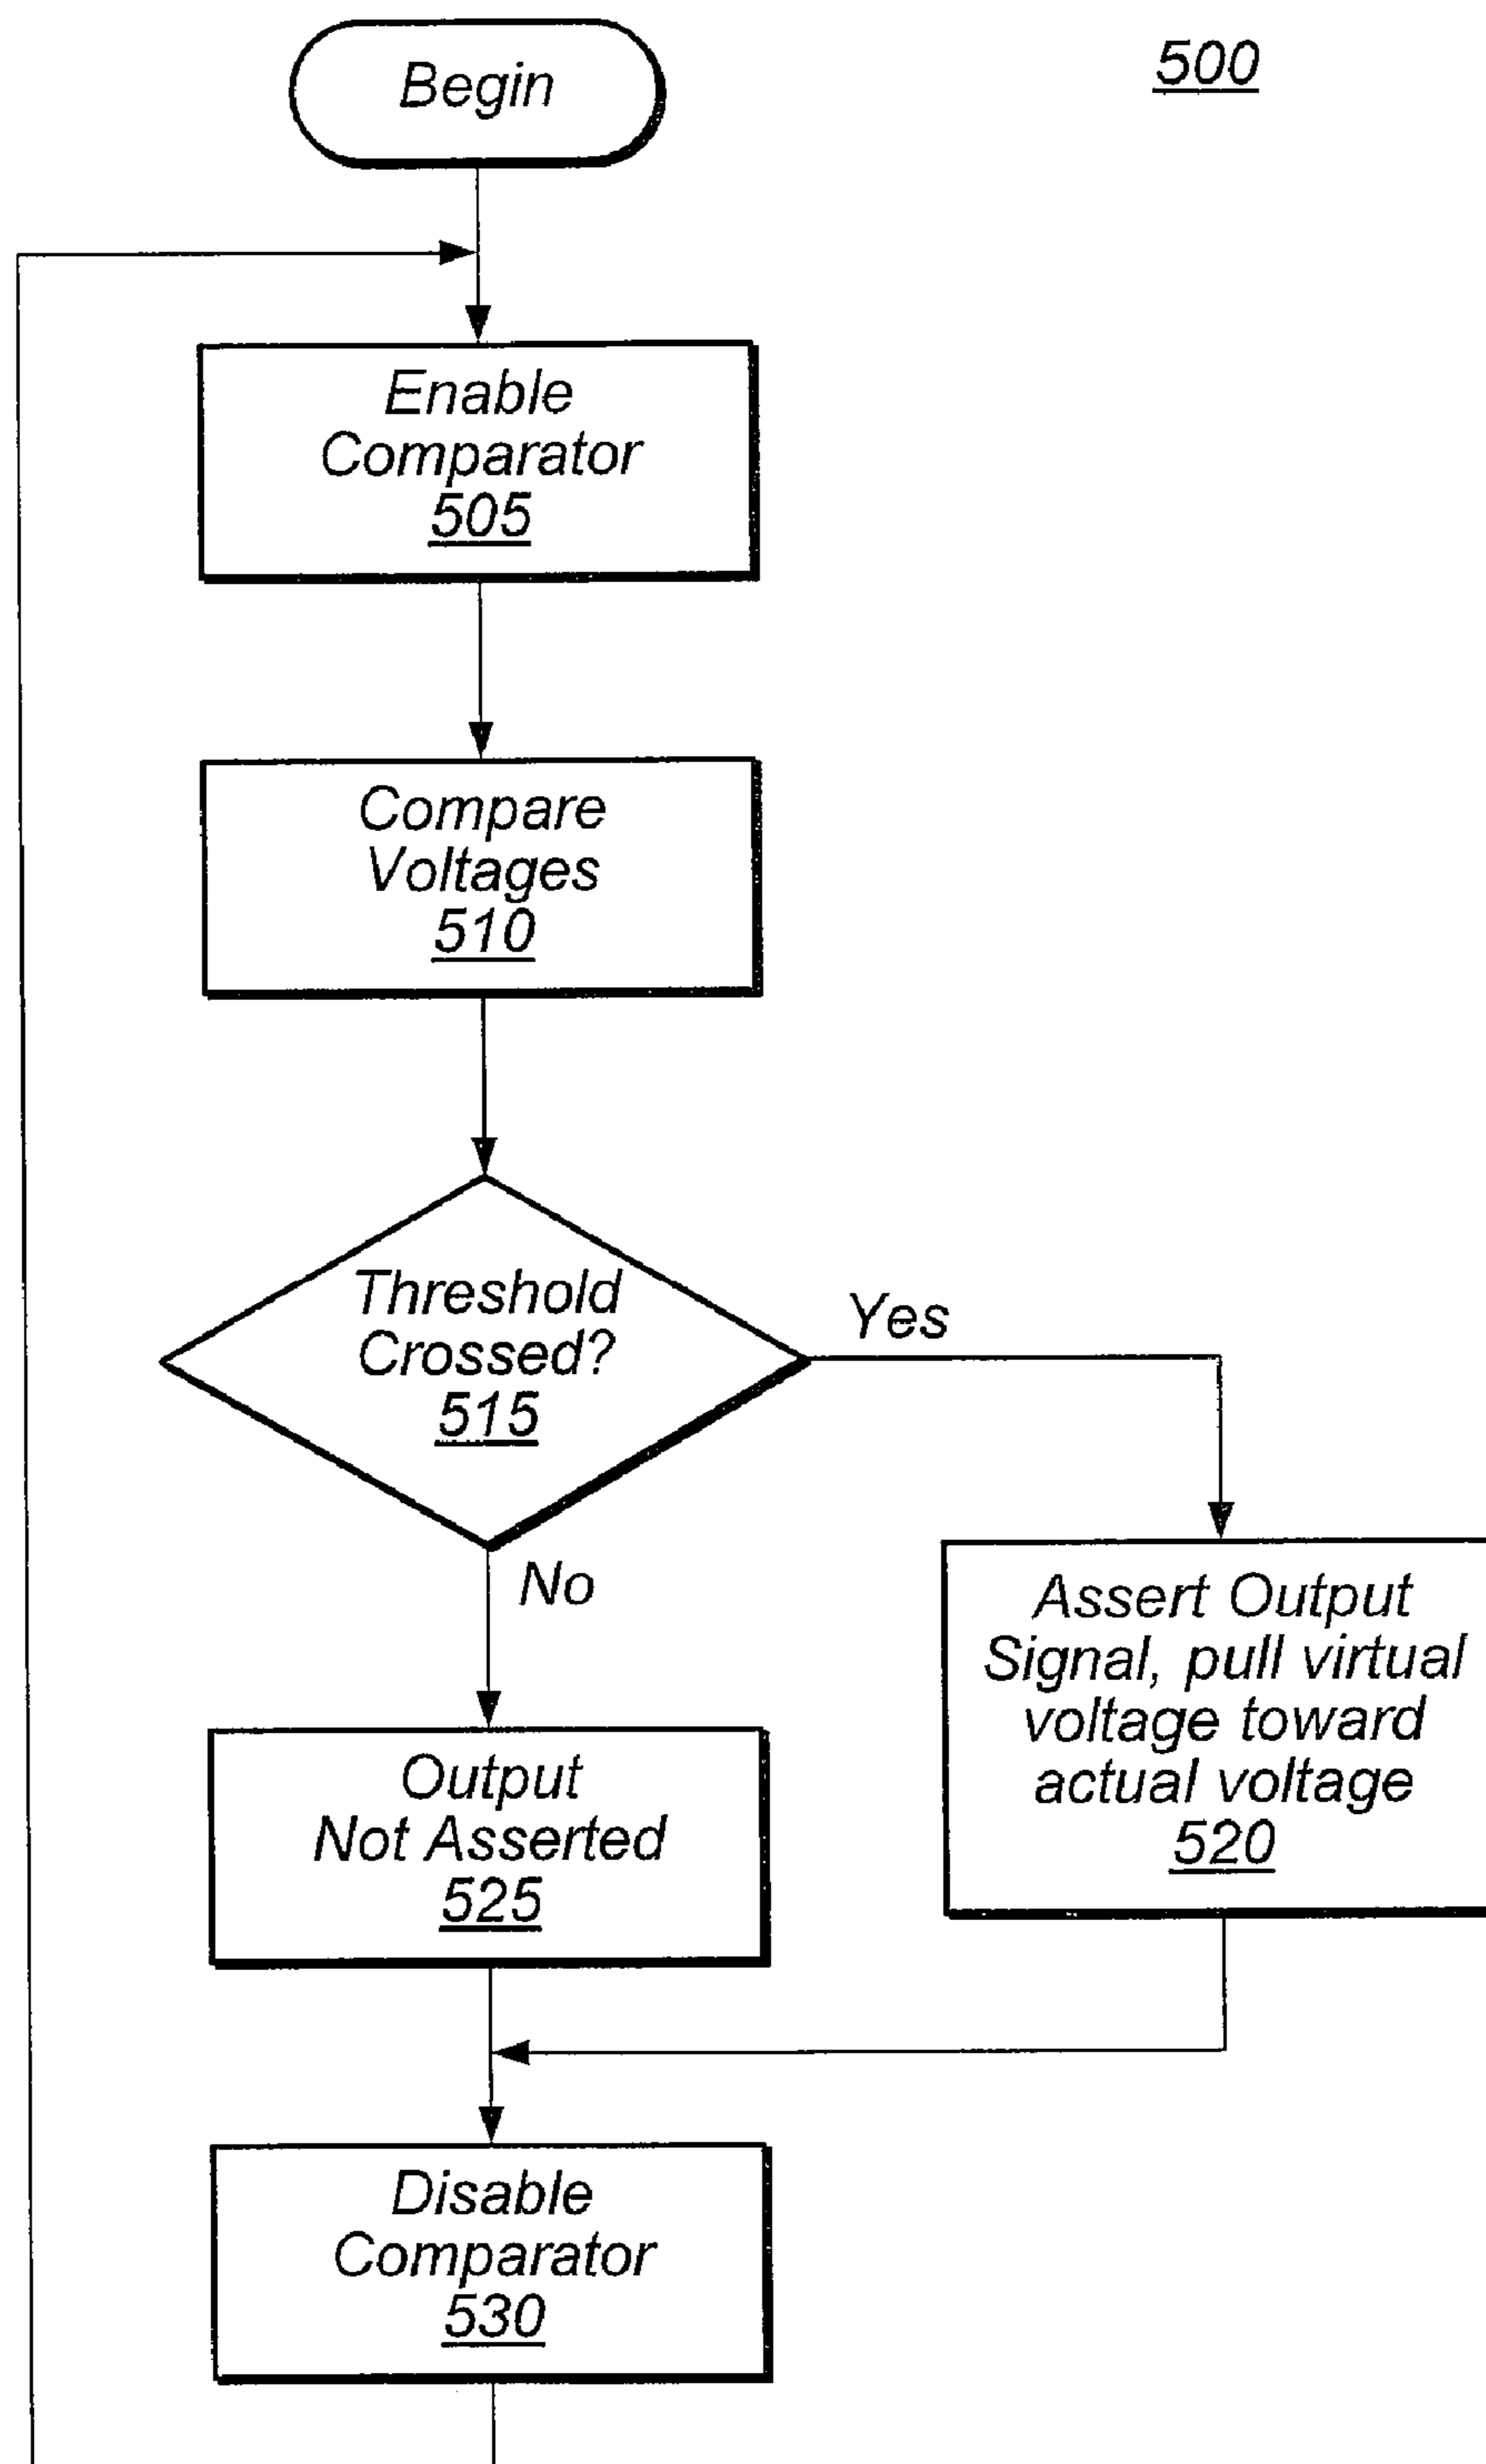 Begin
500
Enable
Comparator
505
Compare
Voltages
510
Threshold
Crossed?
515
Yes
No
Assert Output
Signal, pull virtual
voltage toward
actual voltage
520
Output
Not Asserted
525
Disable
Comparator
530